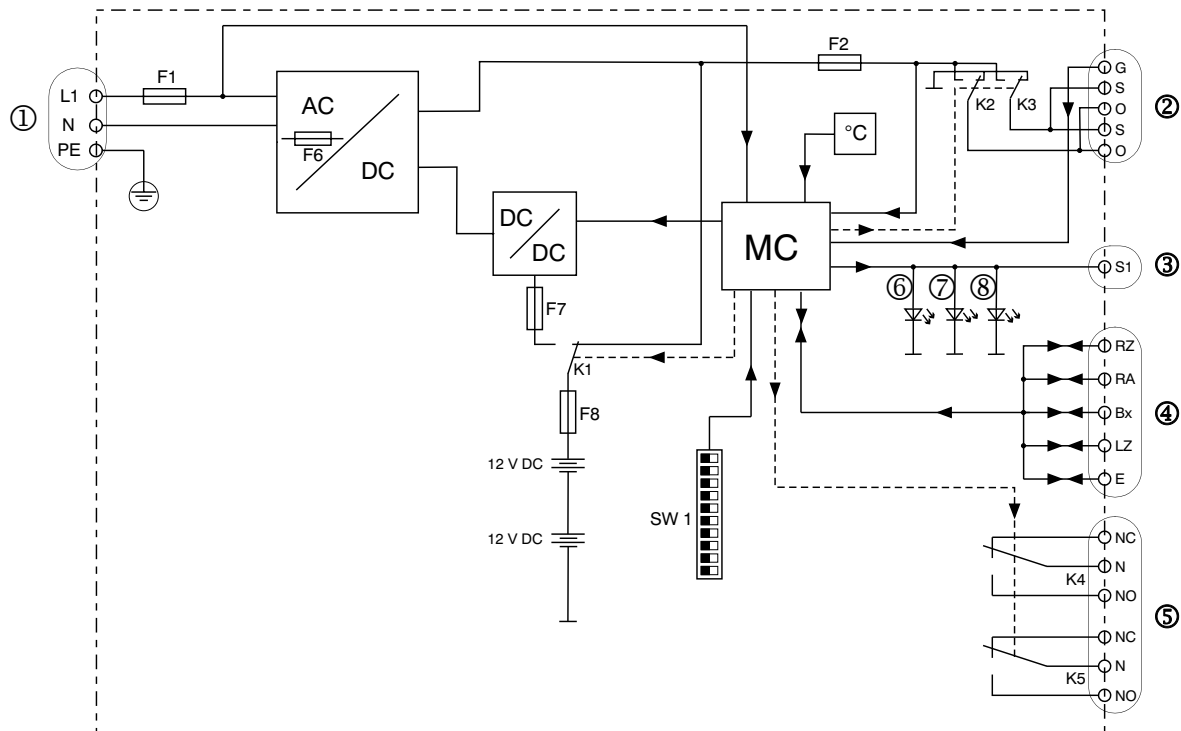 F1
F2
L1
N
PE
①
AC
F6
DC
K2
K3
G
S
O
S
O
②
°C
DC
DC
MC
S1
③
⑥
⑦
⑧
F7
K1
F8
RZ
RA
Bx
LZ
E
④
12 V DC
12 V DC
SW 1
NC
N
K4
NO
⑤
NC
N
K5
NO